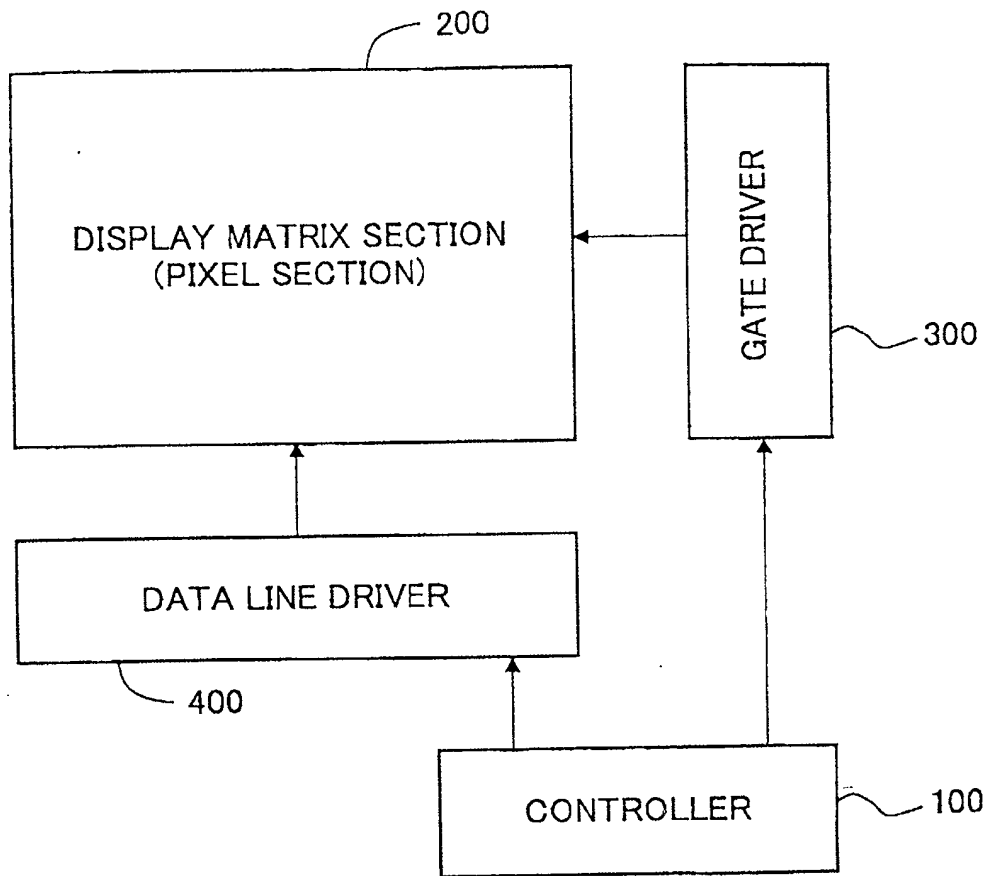 200
DISPLAY MATRIX SECTION
(PIXEL SECTION)
GATE DRIVER
300
DATA LINE DRIVER
400
CONTROLLER
100